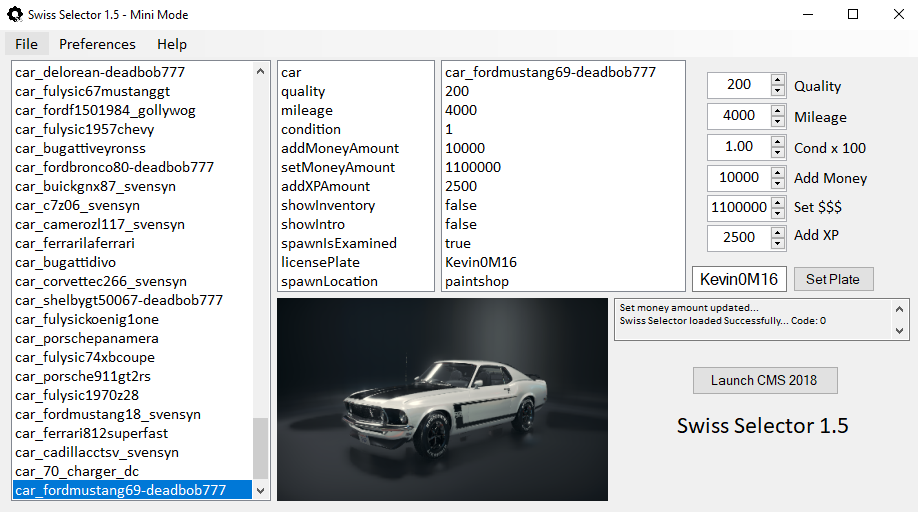 Swiss Selector 1.5 - Mini Mode
File Preferences Help
car_delorean-deadbob777
car_fulysic67mustanggt
car_fordf1501984_gollywog
car_fulysic1957chevy
car_bugattiveyronss
car_fordbronco80-deadbob777
car_buickgnx87_svensyn
car_c7z06_svensyn
car_camerozl117_svensyn
car_ferrarilaferrari
car_bugattidivo
car_corvettec266_svensyn
car_shelbygt50067-deadbob777
car_fulysickoenig1one
car_porschepanamera
car_fulysic74xbcoupe
car_porsche911gt2rs
car_fulysic1970z28
car_fordmustang18_svensyn
car_ferrari812superfast
car_cadillacctsv_svensyn
car_70_charger_dc
car_fordmustang69-deadbob777
car car_fordmustang69-deadbob777
quality 200
mileage 4000
condition 1
addMoneyAmount 10000
setMoneyAmount 1100000
addXPAmount 2500
showInventory false
showIntro false
spawnIsExamined true
licensePlate Kevin0M16
spawnLocation paintshop
200 Quality
4000 Mileage
1.00 Cond x 100
10000 Add Money
1100000 Set $$$
2500 Add XP
Kevin0M16 Set Plate
Set money amount updated...
Swiss Selector loaded Successfully... Code: 0
Launch CMS 2018
Swiss Selector 1.5